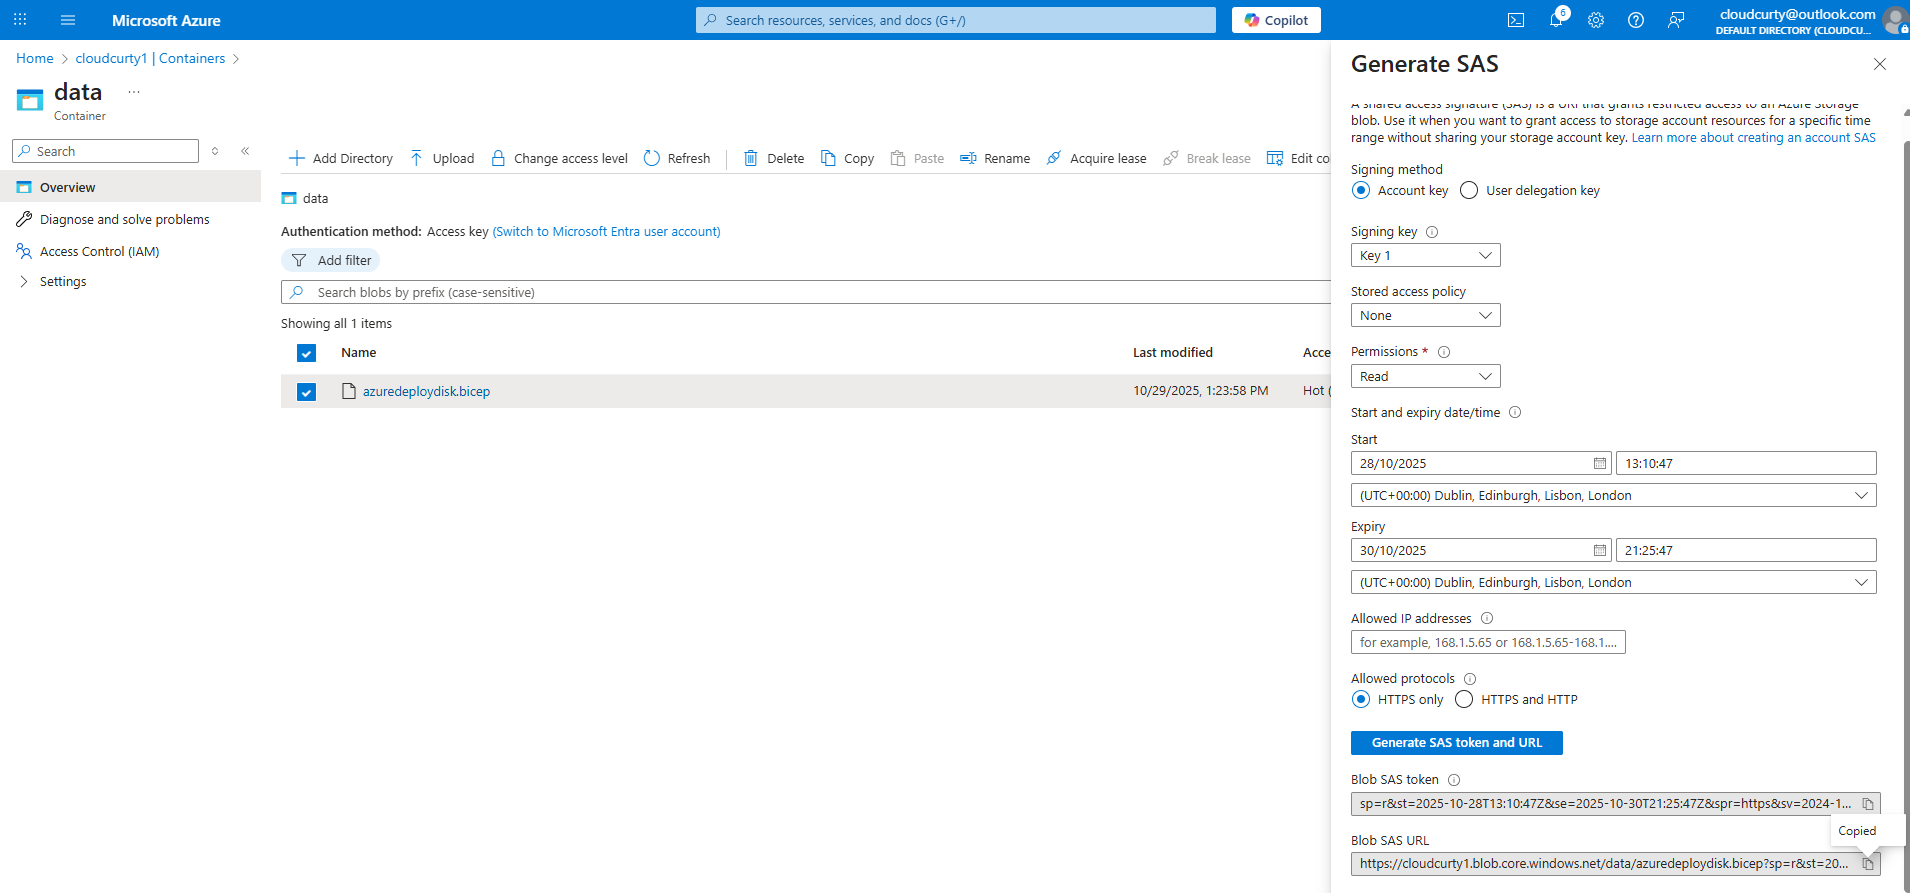 Microsoft Azure
Search resources, services, and docs (G+/)
Copilot
6
cloudcurty@outlook.com
DEFAULT DIRECTORY (CLOUDCU...
Home
cloudcurty1 | Containers
data
...
Container
Search
Overview
Diagnose and solve problems
Access Control (IAM)
Settings
Add Directory
Upload
Change access level
Refresh
Delete
Copy
Paste
Rename
Acquire lease
Break lease
Edit co
data
Authentication method: Access key (Switch to Microsoft Entra user account)
Add filter
Search blobs by prefix (case-sensitive)
Showing all 1 items
Name
Last modified
Acce
azuredeploydisk.bicep
10/29/2025, 1:23:58 PM
Hot (
Generate SAS
A shared access signature (SAS) is a URI that grants restricted access to an Azure Storage
blob. Use it when you want to grant access to storage account resources for a specific time
range without sharing your storage account key. Learn more about creating an account SAS
Signing method
Account key
User delegation key
Signing key
Key 1
Stored access policy
None
Permissions *
Read
Start and expiry date/time
Start
28/10/2025
13:10:47
(UTC+00:00) Dublin, Edinburgh, Lisbon, London
Expiry
30/10/2025
21:25:47
(UTC+00:00) Dublin, Edinburgh, Lisbon, London
Allowed IP addresses
for example, 168.1.5.65 or 168.1.5.65-168.1....
Allowed protocols
HTTPS only
HTTPS and HTTP
Generate SAS token and URL
Blob SAS token
sp=r&st=2025-10-28T13:10:47Z&se=2025-10-30T21:25:47Z&spr=https&sv=2024-1...
Copied
Blob SAS URL
https://cloudcurty1.blob.core.windows.net/data/azuredeploydisk.bicep?sp=r&st=20...